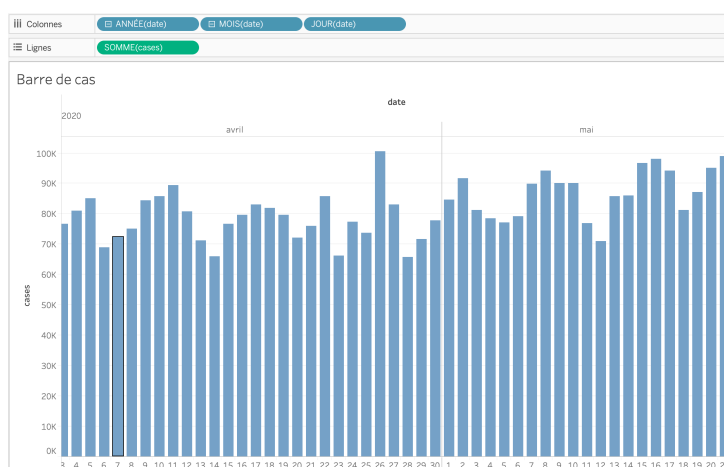 Colonnes ANNÉE(date) MOIS(date) JOUR(date)
Lignes SOMME(cases)
Barre de cas
date
2020
avril mai
100K
90K
80K
70K
60K
50K
40K
30K
20K
10K
0K
cases
3 4 5 6 7 8 9 10 11 12 13 14 15 16 17 18 19 20 21 22 23 24 25 26 27 28 29 30 1 2 3 4 5 6 7 8 9 10 11 12 13 14 15 16 17 18 19 20